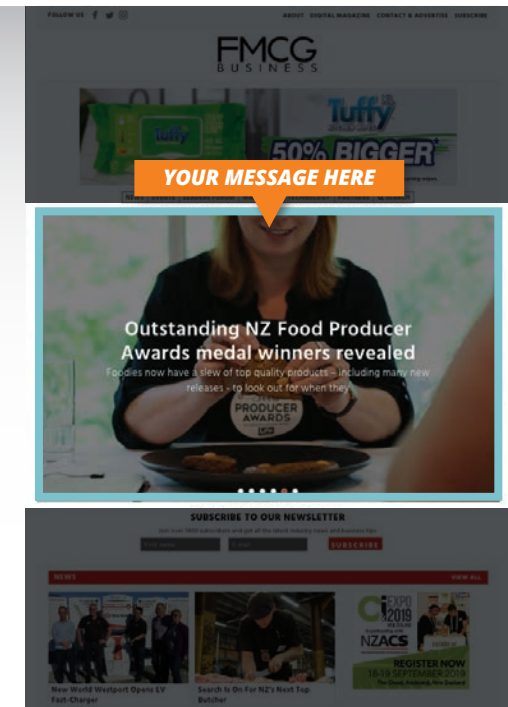 FOLLOW US
ABOUT DIGITAL MAGAZINE CONTACT & ADVERTISE SUBSCRIBE
FMCG
BUSINESS
Tuffy
Tuffy
50% BIGGER
YOUR MESSAGE HERE
Outstanding NZ Food Producer
Awards medal winners revealed
Foodies now have a slew of top quality products – including many new
releases - to look out for when they
PRODUCER
AWARDS
SUBSCRIBE TO OUR NEWSLETTER
SUBSCRIBE
NEWS
VIEW ALL
New World Westport Opens EV
Fast-Charger
Search Is On For NZ's Next Top
Butcher
EXPO
2019
NZACS
REGISTER NOW
18-19 SEPTEMBER 2019